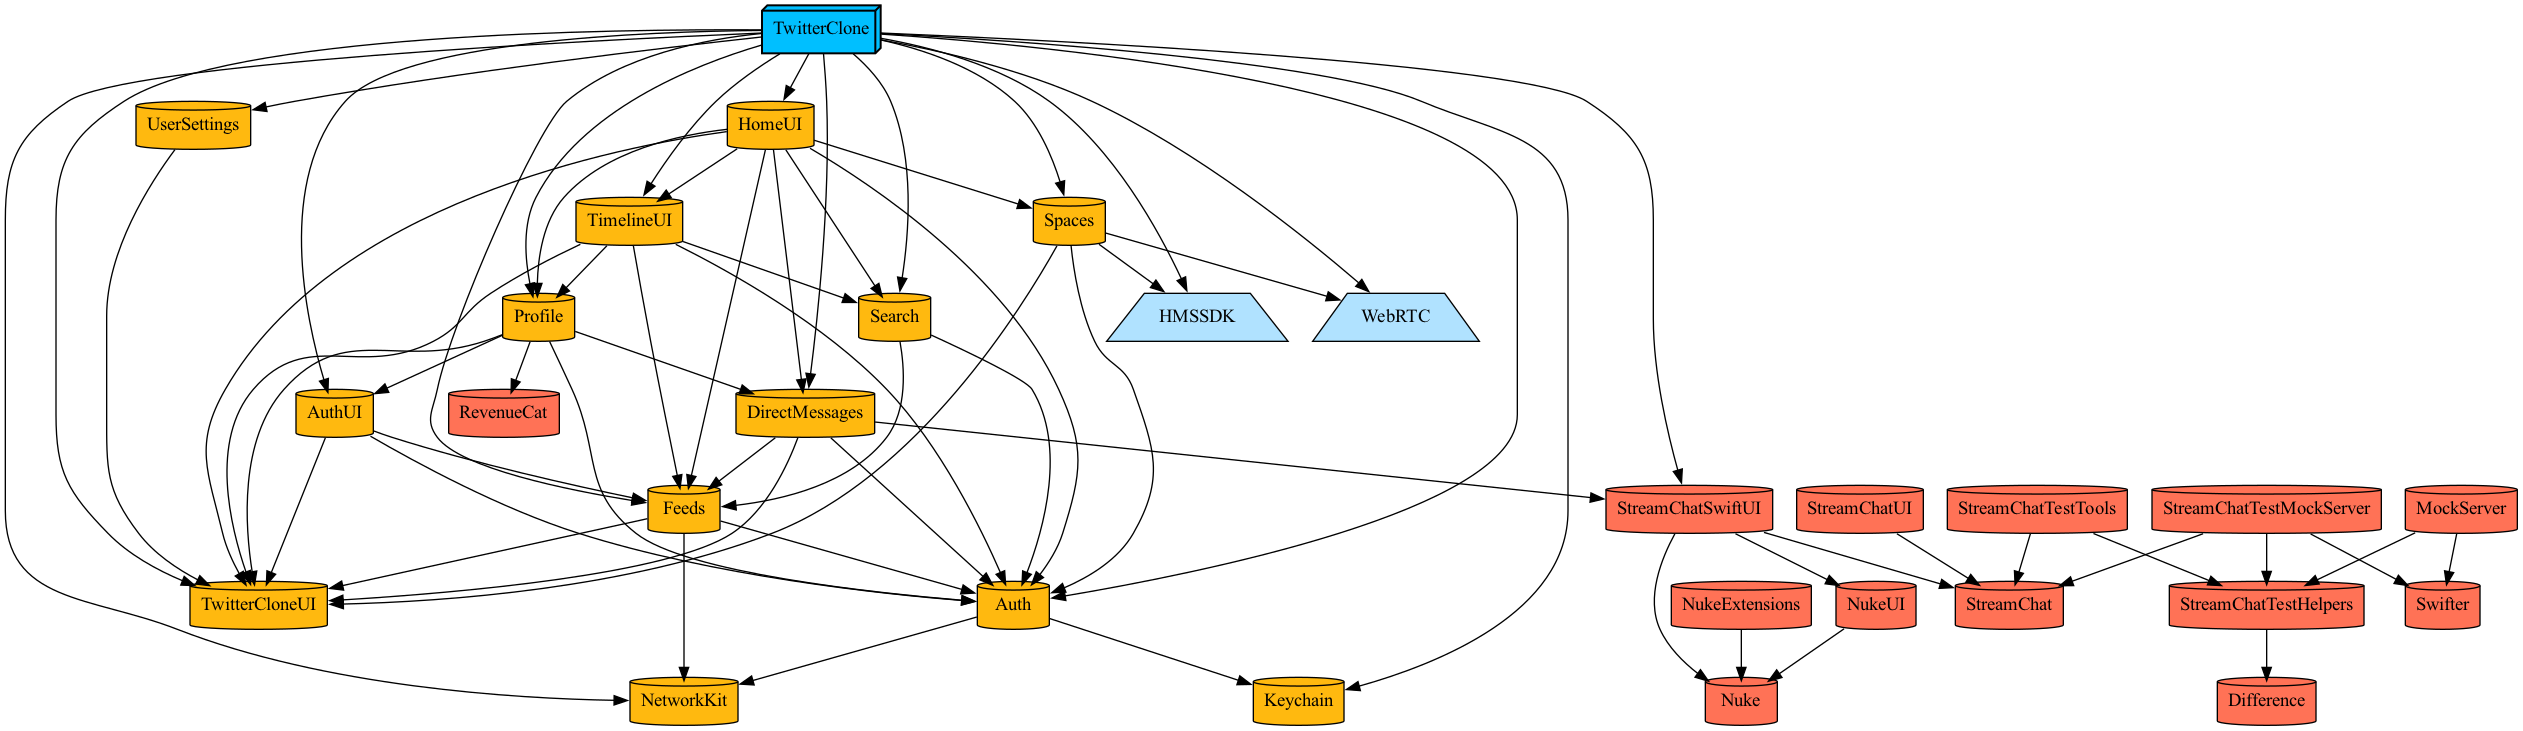 TwitterClone
UserSettings
HomeUI
TimelineUI
Spaces
Profile
Search
HMSSDK
WebRTC
AuthUI
RevenueCat
DirectMessages
Feeds
StreamChatSwiftUI
StreamChatUI
StreamChatTestTools
StreamChatTestMockServer
MockServer
TwitterCloneUI
Auth
NukeExtensions
NukeUI
StreamChat
StreamChatTestHelpers
Swifter
NetworkKit
Keychain
Nuke
Difference